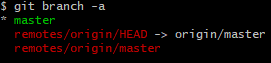 $ git branch -a
* master
remotes/origin/HEAD -> origin/master
remotes/origin/master